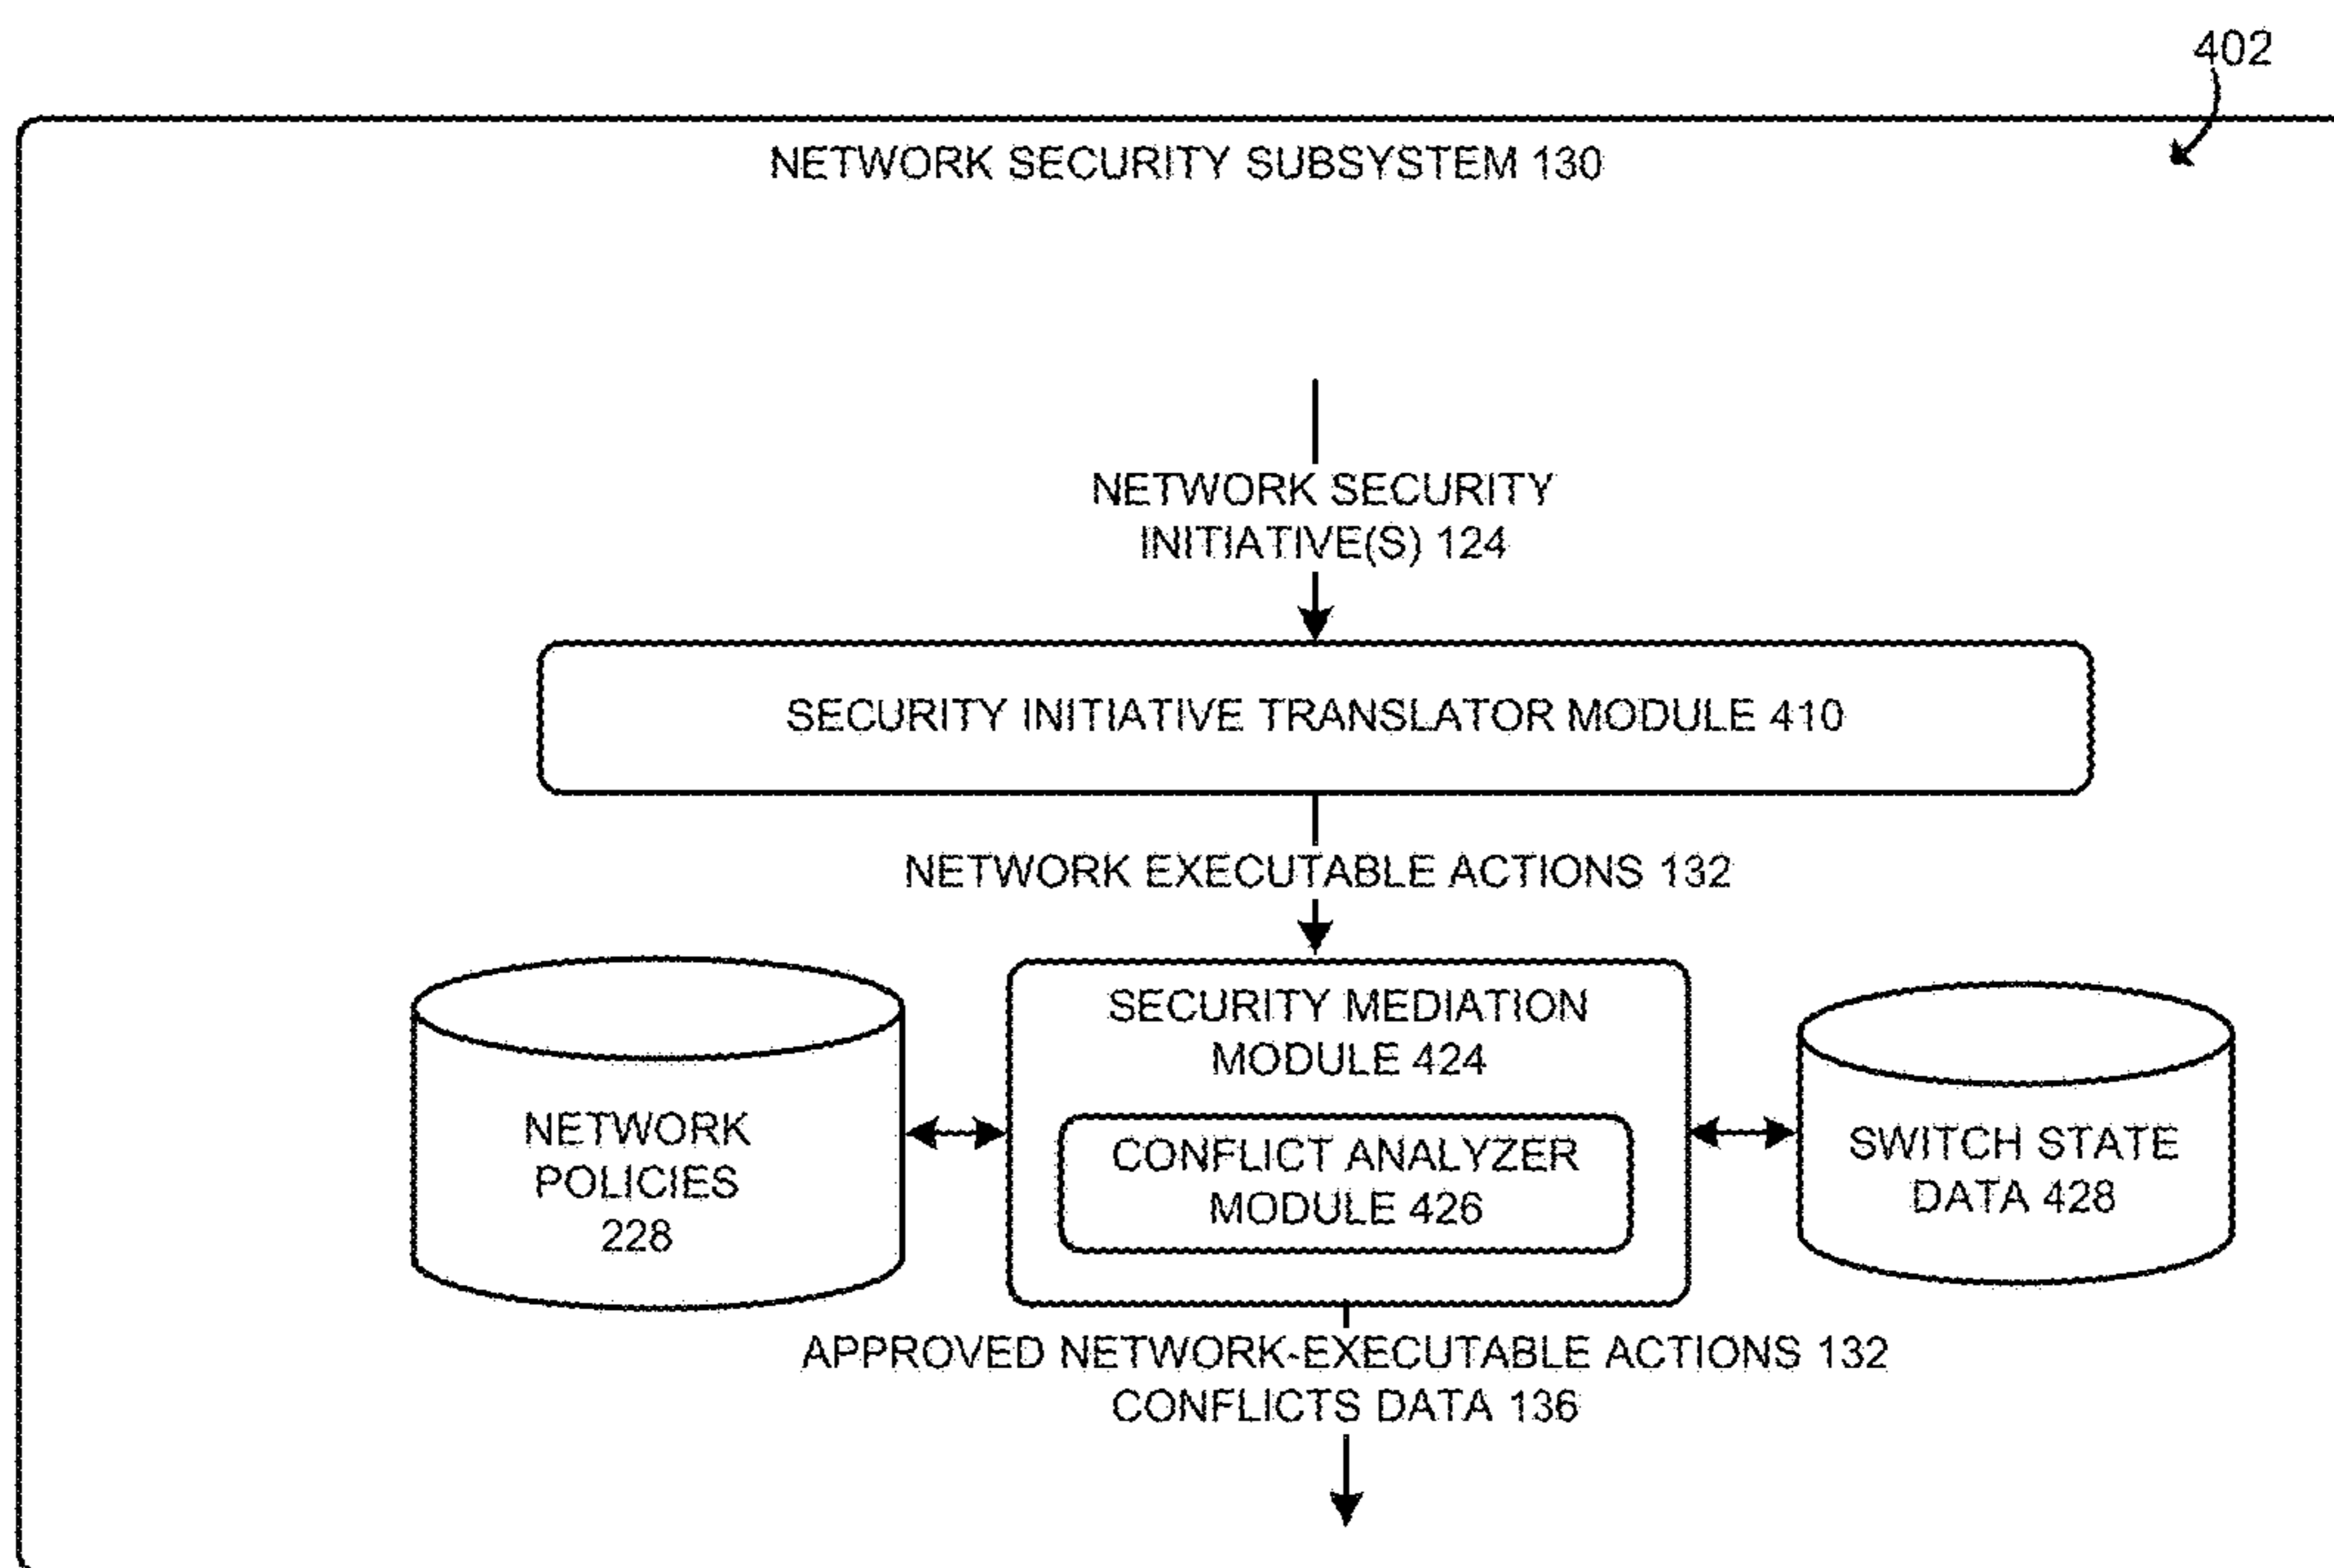 402
NETWORK SECURITY SUBSYSTEM 130
NETWORK SECURITY
INITIATIVE(S) 124
SECURITY INITIATIVE TRANSLATOR MODULE 410
NETWORK EXECUTABLE ACTIONS 132
NETWORK
POLICIES
228
SECURITY MEDIATION
MODULE 424
CONFLICT ANALYZER
MODULE 426
SWITCH STATE
DATA 428
APPROVED NETWORK-EXECUTABLE ACTIONS 132
CONFLICTS DATA 136